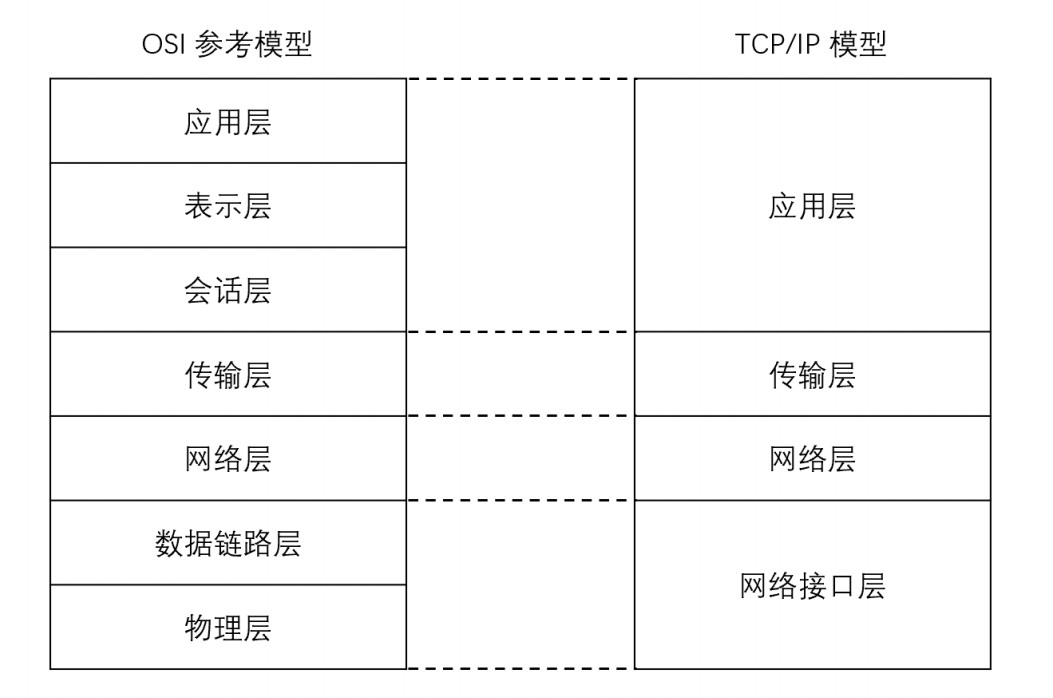 OSI 参考模型
TCP/IP 模型
应用层
表示层
会话层
传输层
网络层
数据链路层
物理层
应用层
传输层
网络层
网络接口层